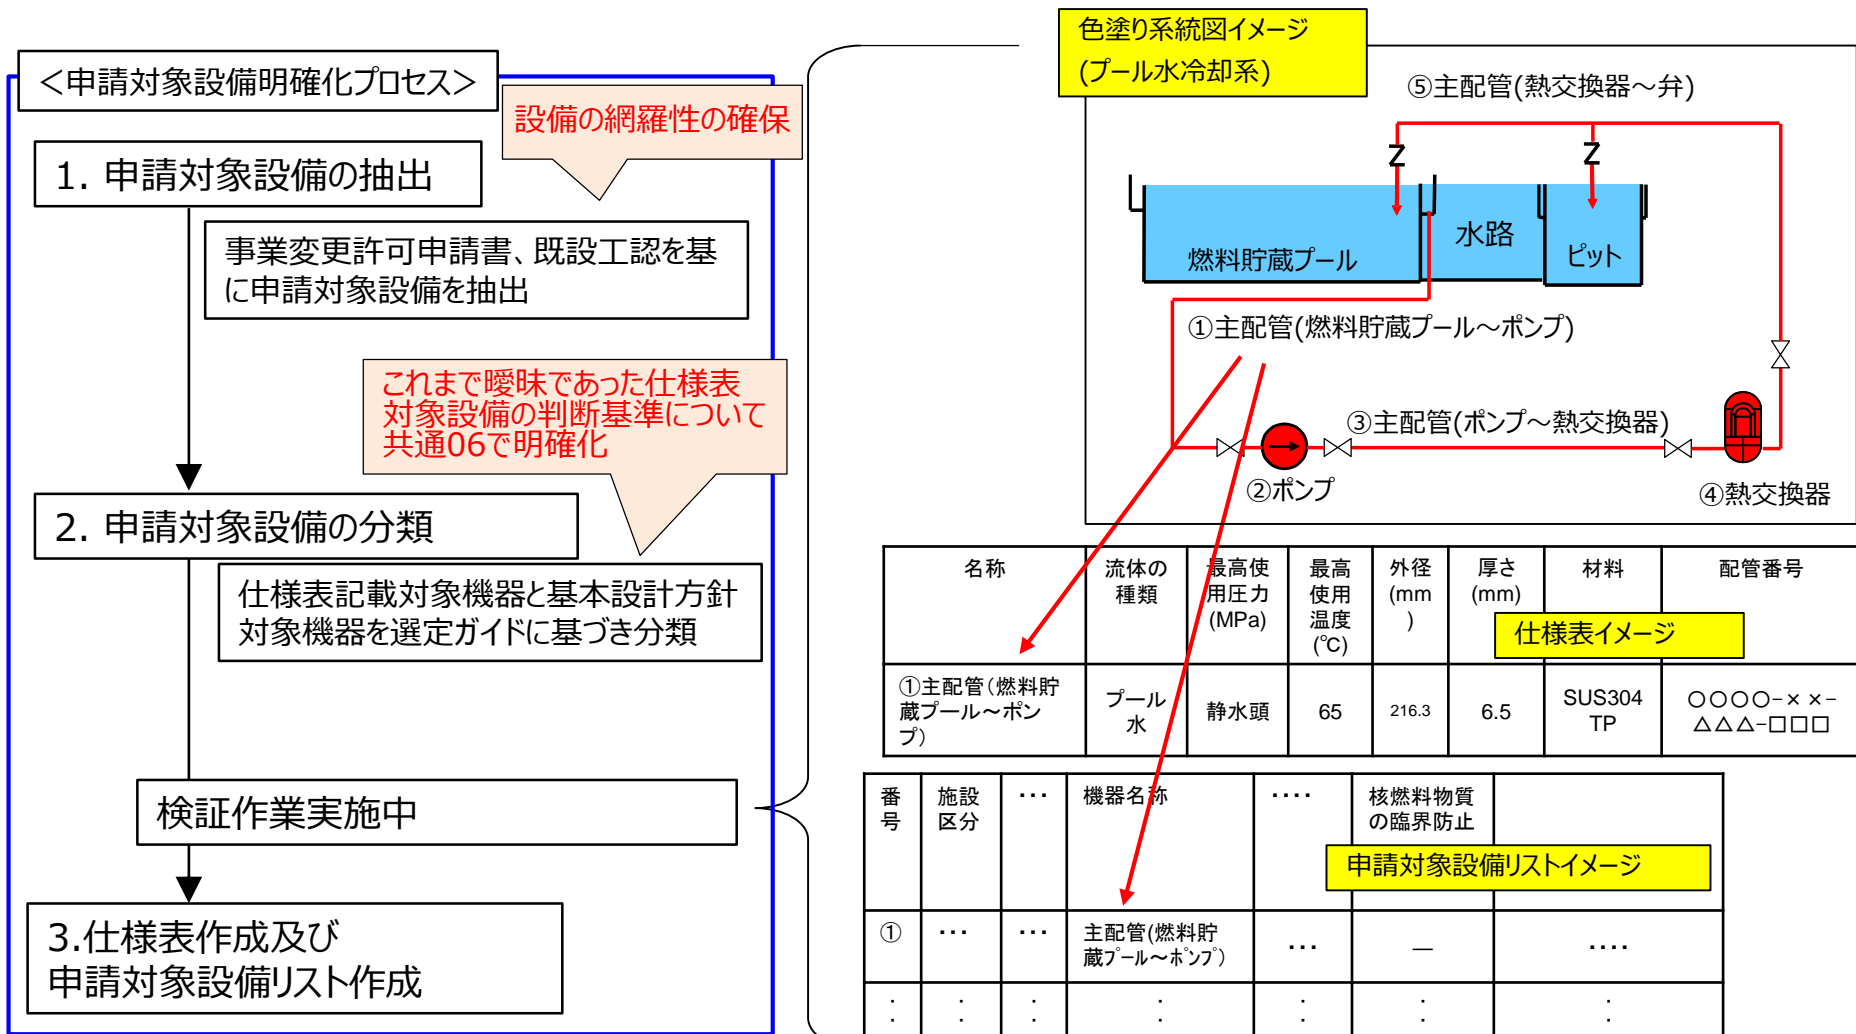 ＜申請対象設備明確化プロセス＞
設備の網羅性の確保
1. 申請対象設備の抽出
事業変更許可申請書、既設工認を基
に申請対象設備を抽出
これまで曖昧であった仕様表
対象設備の判断基準について
共通06で明確化
2. 申請対象設備の分類
仕様表記載対象機器と基本設計方針
対象機器を選定ガイドに基づき分類
検証作業実施中
3.仕様表作成及び
申請対象設備リスト作成
色塗り系統図イメージ
(プール水冷却系)
⑤主配管(熱交換器～弁)
燃料貯蔵プール
水路
ピット
①主配管(燃料貯蔵プール～ポンプ)
③主配管(ポンプ～熱交換器)
②ポンプ
④熱交換器
名称
流体の
種類
最高使
用圧力
(MPa)
最高
使用
温度
(℃)
外径
(mm
)
厚さ
(mm)
材料
配管番号
仕様表イメージ
①主配管(燃料貯
蔵プール～ポン
プ)
プール
水
静水頭
65
216.3
6.5
SUS304
TP
○○○○-××-
△△△-□□□
番
号
施設
区分
･･･
機器名称
････
核燃料物質
の臨界防止
申請対象設備リストイメージ
①
･･･
･･･
主配管(燃料貯
蔵ﾌﾟｰﾙ～ﾎﾟﾝﾌﾟ)
･･･
―
････
： ： ： ： ： ： ：